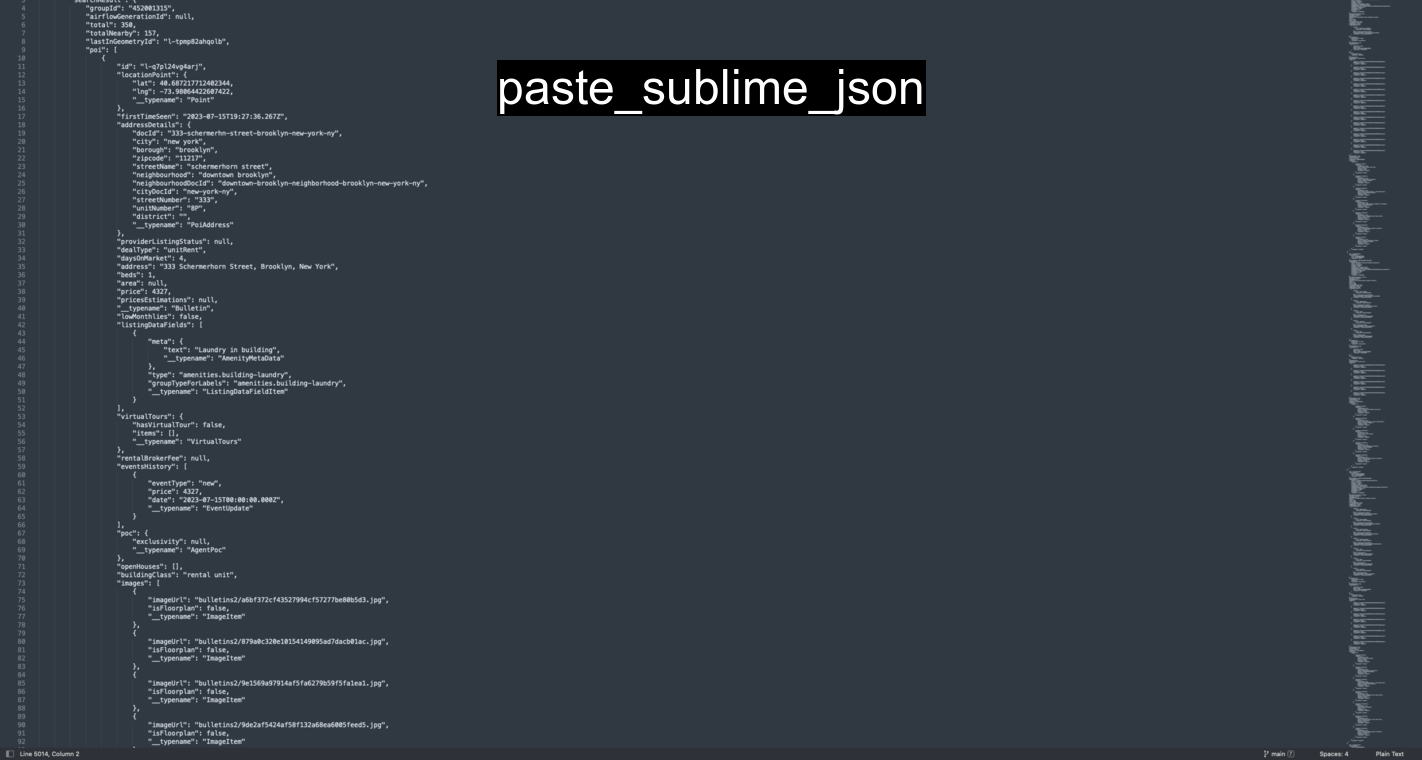 paste_sublime_json
3 "searchResult": {
4 "groupId": "452001315",
5 "airflowGenerationId": null,
6 "total": 350,
7 "totalNearby": 157,
8 "lastInGeometryId": "l-tpmp82ahqolb",
9 "poi": [
10 {
11 "id": "l-q7pl24vg4arj",
12 "locationPoint": {
13 "lat": 40.687217712402344,
14 "lng": -73.98064422607422,
15 "__typename": "Point"
16 },
17 "firstTimeSeen": "2023-07-15T19:27:36.267Z",
18 "addressDetails": {
19 "docId": "333-schermerhn-street-brooklyn-new-york-ny",
20 "city": "new york",
21 "borough": "brooklyn",
22 "zipcode": "11217",
23 "streetName": "schermerhorn street",
24 "neighbourhood": "downtown brooklyn",
25 "neighbourhoodDocId": "downtown-brooklyn-neighborhood-brooklyn-new-york-ny",
26 "cityDocId": "new-york-ny",
27 "streetNumber": "333",
28 "unitNumber": "8P",
29 "district": "",
30 "__typename": "PoiAddress"
31 },
32 "providerListingStatus": null,
33 "dealType": "unitRent",
34 "daysOnMarket": 4,
35 "address": "333 Schermerhorn Street, Brooklyn, New York",
36 "beds": 1,
37 "area": null,
38 "price": 4327,
39 "pricesEstimations": null,
40 "__typename": "Bulletin",
41 "lowMonthlies": false,
42 "listingDataFields": [
43 {
44 "meta": {
45 "text": "Laundry in building",
46 "__typename": "AmenityMetaData"
47 },
48 "type": "amenities.building-laundry",
49 "groupTypeForLabels": "amenities.building-laundry",
50 "__typename": "ListingDataFieldItem"
51 }
52 ],
53 "virtualTours": {
54 "hasVirtualTour": false,
55 "items": [],
56 "__typename": "VirtualTours"
57 },
58 "rentalBrokerFee": null,
59 "eventsHistory": [
60 {
61 "eventType": "new",
62 "price": 4327,
63 "date": "2023-07-15T00:00:00.000Z",
64 "__typename": "EventUpdate"
65 }
66 ],
67 "poc": {
68 "exclusivity": null,
69 "__typename": "AgentPoc"
70 },
71 "openHouses": [],
72 "buildingClass": "rental unit",
73 "images": [
74 {
75 "imageUrl": "bulletins2/a6bf372cf43527994cf57277be80b5d3.jpg",
76 "isFloorplan": false,
77 "__typename": "ImageItem"
78 },
79 {
80 "imageUrl": "bulletins2/879a0c320e10154149095ad7dacb01ac.jpg",
81 "isFloorplan": false,
82 "__typename": "ImageItem"
83 },
84 {
85 "imageUrl": "bulletins2/9e1569a97914af5fa6279b59f5fa1ea1.jpg",
86 "isFloorplan": false,
87 "__typename": "ImageItem"
88 },
89 {
90 "imageUrl": "bulletins2/9de2af5424af58f132a68ea6005feed5.jpg",
91 "isFloorplan": false,
92 "__typename": "ImageItem"
Line 5014, Column 2
main 7
Spaces: 4
Plain Text